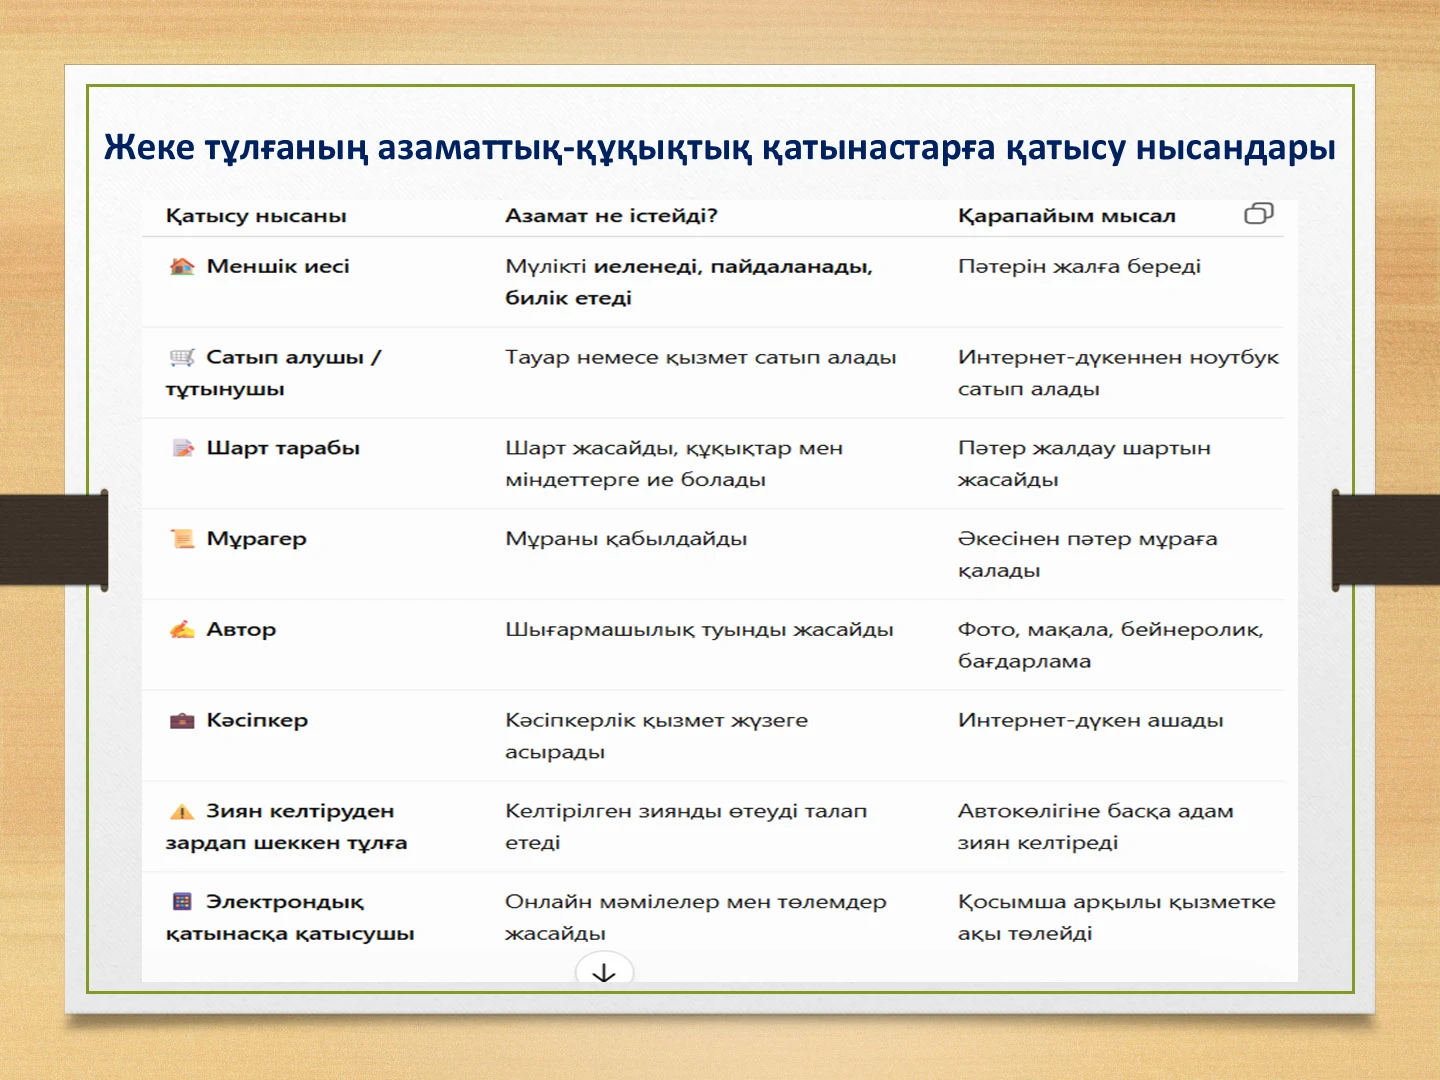 Жеке тұлғаның азаматтық-құқықтық қатынастарға қатысу нысандары
Қатысу нысаны
Азамат не істейді?
Қарапайым мысал
Меншік иесі
Мүлікті иеленеді, пайдаланады,
билік етеді
Пәтерін жалға береді
Сатып алушы /
тұтынушы
Тауар немесе қызмет сатып алады
Интернет-дүкеннен ноутбук
сатып алады
Шарт тарабы
Шарт жасайды, құқықтар мен
міндеттерге ие болады
Пәтер жалдау шартын
жасайды
Мұрагер
Мұраны қабылдайды
Әкесінен пәтер мұраға
қалады
Автор
Шығармашылық туынды жасайды
Фото, мақала, бейнеролик,
бағдарлама
Кәсіпкер
Кәсіпкерлік қызмет жүзеге
асырады
Интернет-дүкен ашады
Зиян келтіруден
зардап шеккен тұлға
Келтірілген зиянды өтеуді талап
етеді
Автокөлігіне басқа адам
зиян келтіреді
Электрондық
қатынасқа қатысушы
Онлайн мәмілелер мен төлемдер
жасайды
Қосымша арқылы қызметке
ақы төлейді